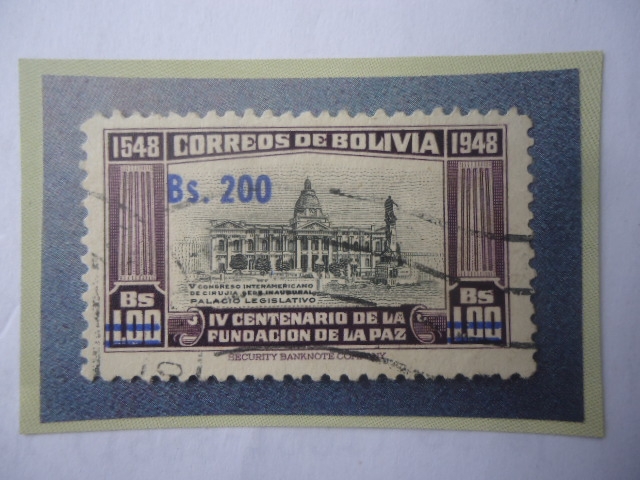 1548 CORREOS DE BOLIVIA 1948
Bs. 200
V CONGRESO INTERAMERICANO
DE CIRUJIA SEDE INAUGURAL
PALACIO LEGISLATIVO
BS 1.00
BS 1.00
IV CENTENARIO DE LA
FUNDACION DE LA PAZ
SECURITY BANKNOTE COMPANY